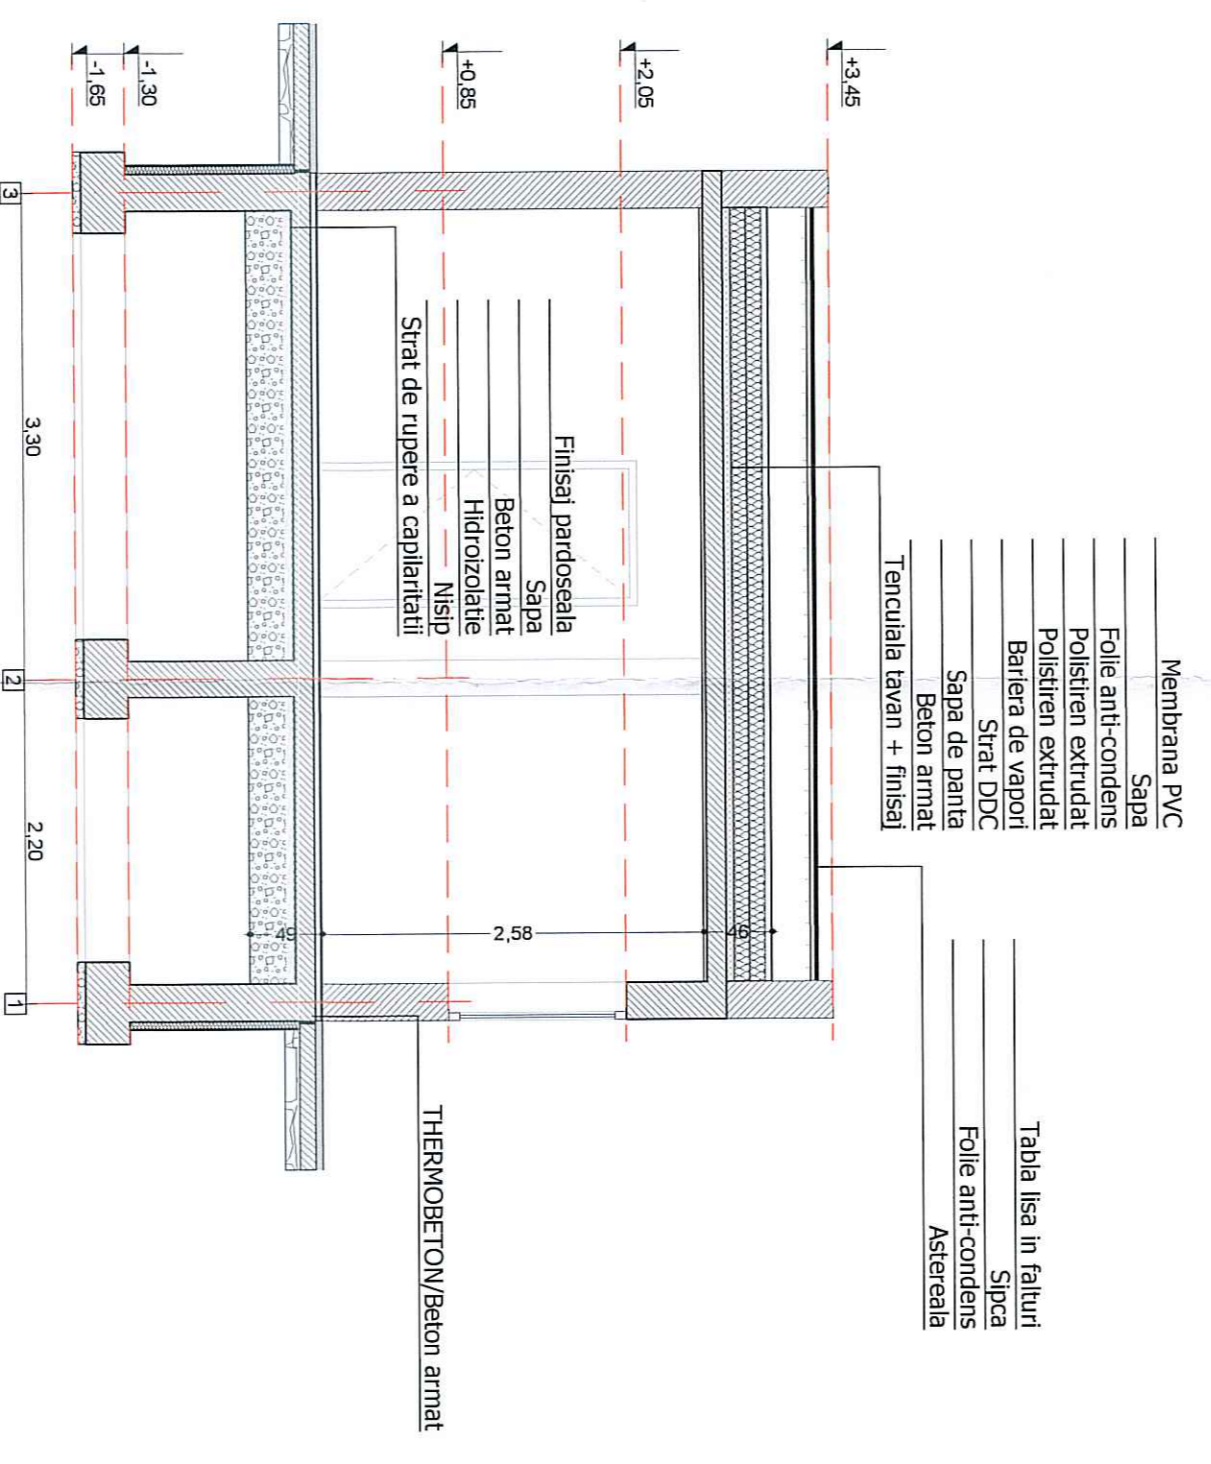 Membrana PVC
Sapa
Folie anti-condens
Polistiren extrudat
Polistiren extrudat
Bariera de vapori
Strat DDC
Sapa de panta
Beton armat
Tencuiala tavan + finisaj
Tabla lisa in falturi
Sipca
Folie anti-condens
Astereala
+3,45
+2,05
+0,85
-1,30
-1,65
Finisaj pardoseala
Sapa
Beton armat
Hidroizolatie
Nisip
Strat de rupere a capilaritatii
THERMOBETON/Beton armat
46
2,58
49
3,30
2,20
3
2
1